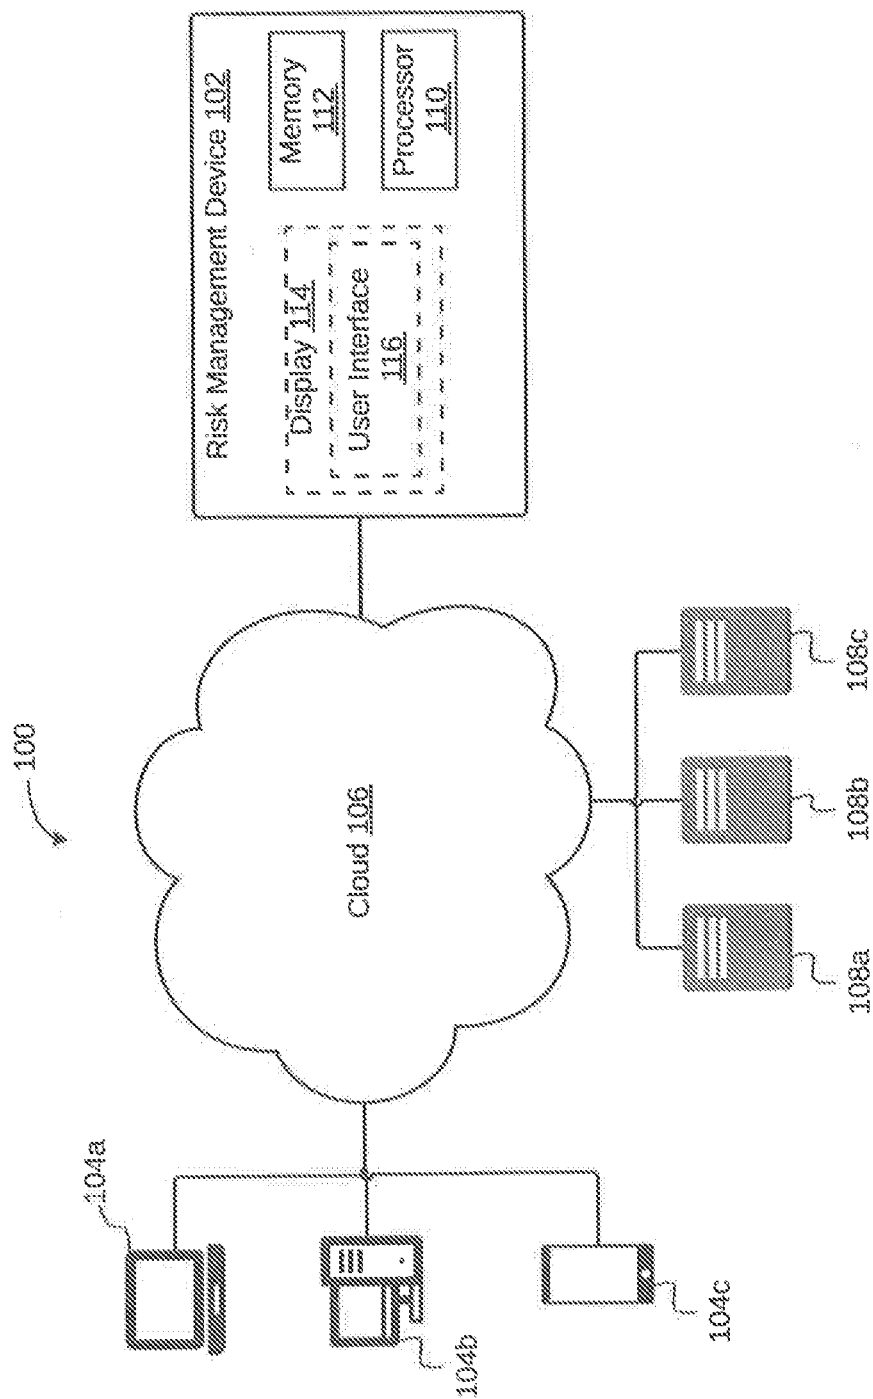 100
104a
104b
104c
Cloud 106
108a
108b
108c
Risk Management Device 102
Display 114
User Interface
116
Memory
112
Processor
110